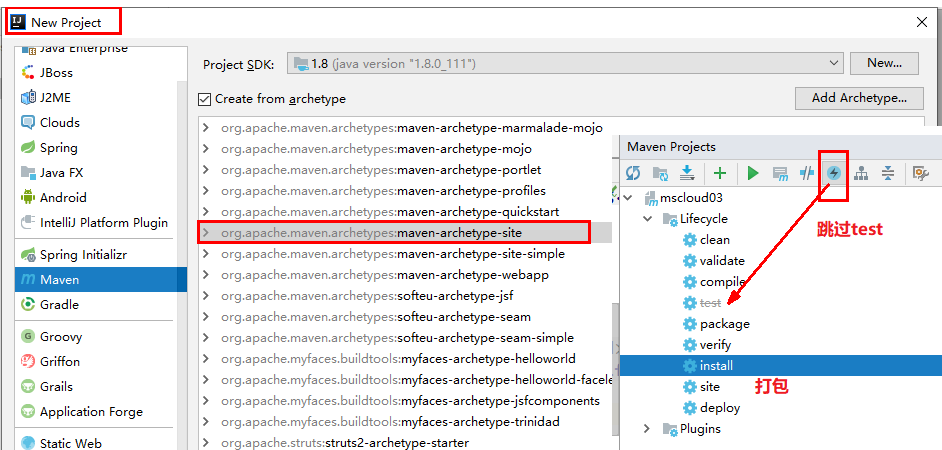 New Project
Java Enterprise
JBoss
J2ME
Clouds
Spring
Java FX
Android
IntelliJ Platform Plugin
Spring Initializr
Maven
Gradle
Groovy
Griffon
Grails
Application Forge
Static Web
Project SDK: 1.8 (java version "1.8.0_111") New...
Create from archetype Add Archetype...
org.apache.maven.archetypes:maven-archetype-marmalade-mojo
org.apache.maven.archetypes:maven-archetype-mojo
org.apache.maven.archetypes:maven-archetype-portlet
org.apache.maven.archetypes:maven-archetype-profiles
org.apache.maven.archetypes:maven-archetype-quickstart
org.apache.maven.archetypes:maven-archetype-site
org.apache.maven.archetypes:maven-archetype-site-simple
org.apache.maven.archetypes:maven-archetype-webapp
org.apache.maven.archetypes:softeu-archetype-jsf
org.apache.maven.archetypes:softeu-archetype-seam
org.apache.maven.archetypes:softeu-archetype-seam-simple
org.apache.myfaces.buildtools:myfaces-archetype-helloworld
org.apache.myfaces.buildtools:myfaces-archetype-helloworld-facele
org.apache.myfaces.buildtools:myfaces-archetype-jsfcomponents
org.apache.myfaces.buildtools:myfaces-archetype-trinidad
org.apache.struts:struts2-archetype-starter
Maven Projects
mscloud03
Lifecycle
跳过test
clean
validate
compile
test
package
verify
install
site
打包
deploy
Plugins